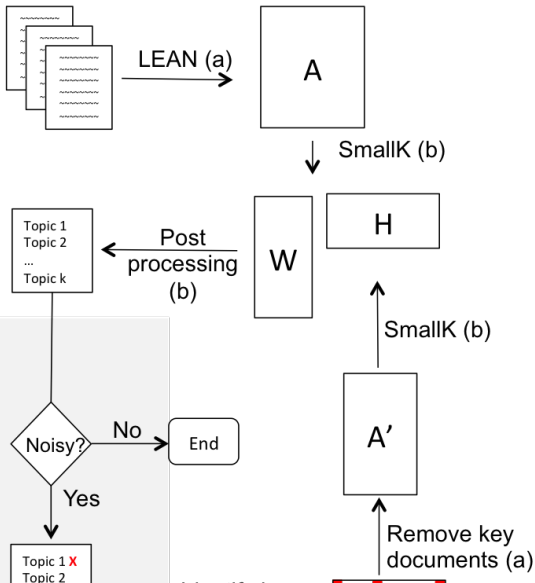 LEAN (a)
A
SmallK (b)
H
W
Post
processing
(b)
Topic 1
Topic 2
...
Topic k
SmallK (b)
A’
Noisy?
No
End
Yes
Remove key
documents (a)
Topic 1 X
Topic 2